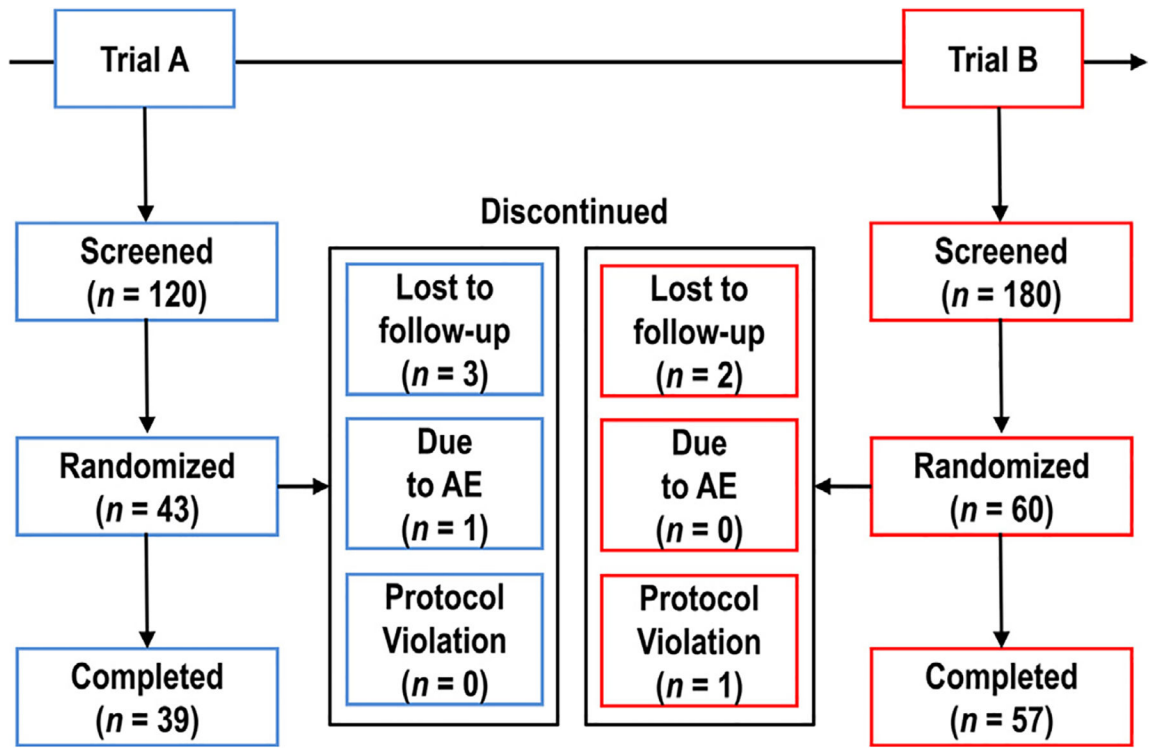 Trial A
Trial B
Discontinued
Screened
(n = 120)
Randomized
(n = 43)
Completed
(n = 39)
Lost to
follow-up
(n = 3)
Due
to AE
(n = 1)
Protocol
Violation
(n = 0)
Lost to
follow-up
(n = 2)
Due
to AE
(n = 0)
Protocol
Violation
(n = 1)
Screened
(n = 180)
Randomized
(n = 60)
Completed
(n = 57)